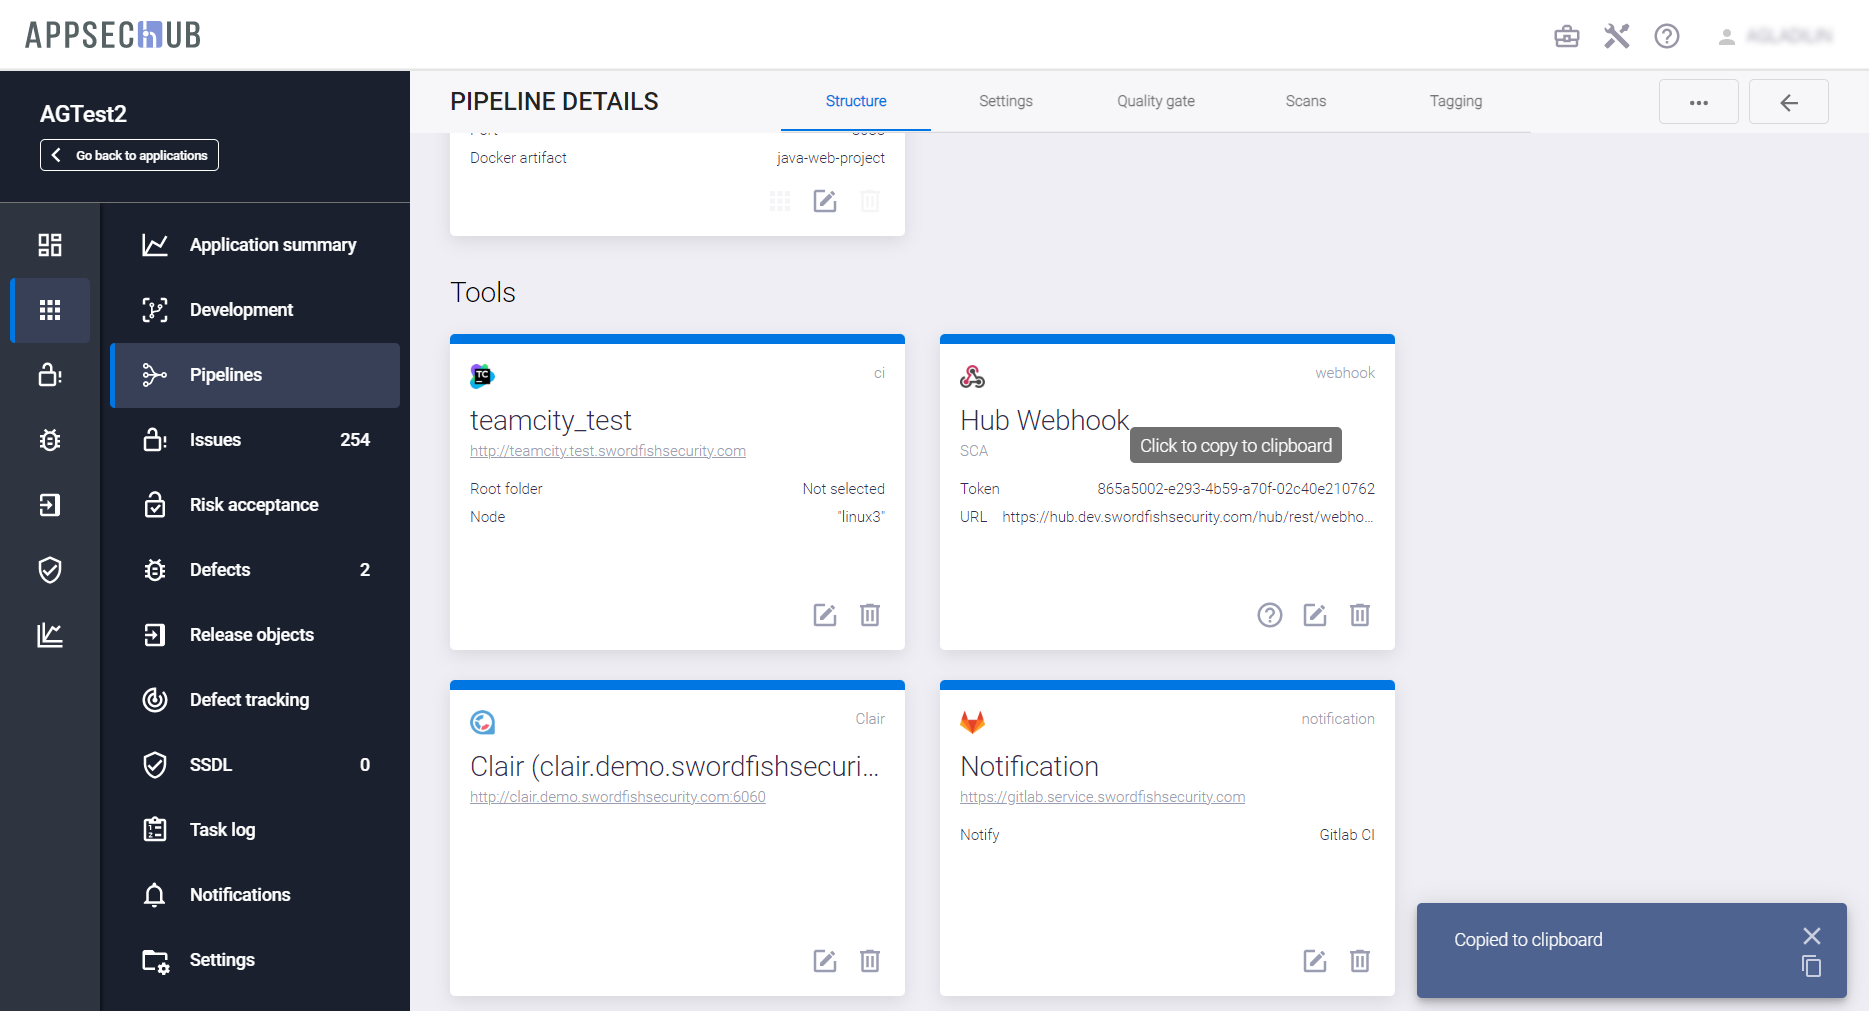 APPSECHUB
AGTest2
Go back to applications
Application summary
Development
Pipelines
Issues 254
Risk acceptance
Defects 2
Release objects
Defect tracking
SSDL 0
Task log
Notifications
Settings
PIPELINE DETAILS
Structure
Settings
Quality gate
Scans
Tagging
Docker artifact java-web-project
Tools
TC
ci
teamcity_test
http://teamcity.test.swordfishsecurity.com
Root folder Not selected
Node "linux3"
webhook
Hub Webhook
Click to copy to clipboard
SCA
Token 865a5002-e293-4b59-a70f-02c40e210762
URL https://hub.dev.swordfishsecurity.com/hub/rest/webho...
Clair
Clair (clair.demo.swordfishsecuri...
http://clair.demo.swordfishsecurity.com:6060
notification
Notification
https://gitlab.service.swordfishsecurity.com
Notify Gitlab CI
Copied to clipboard